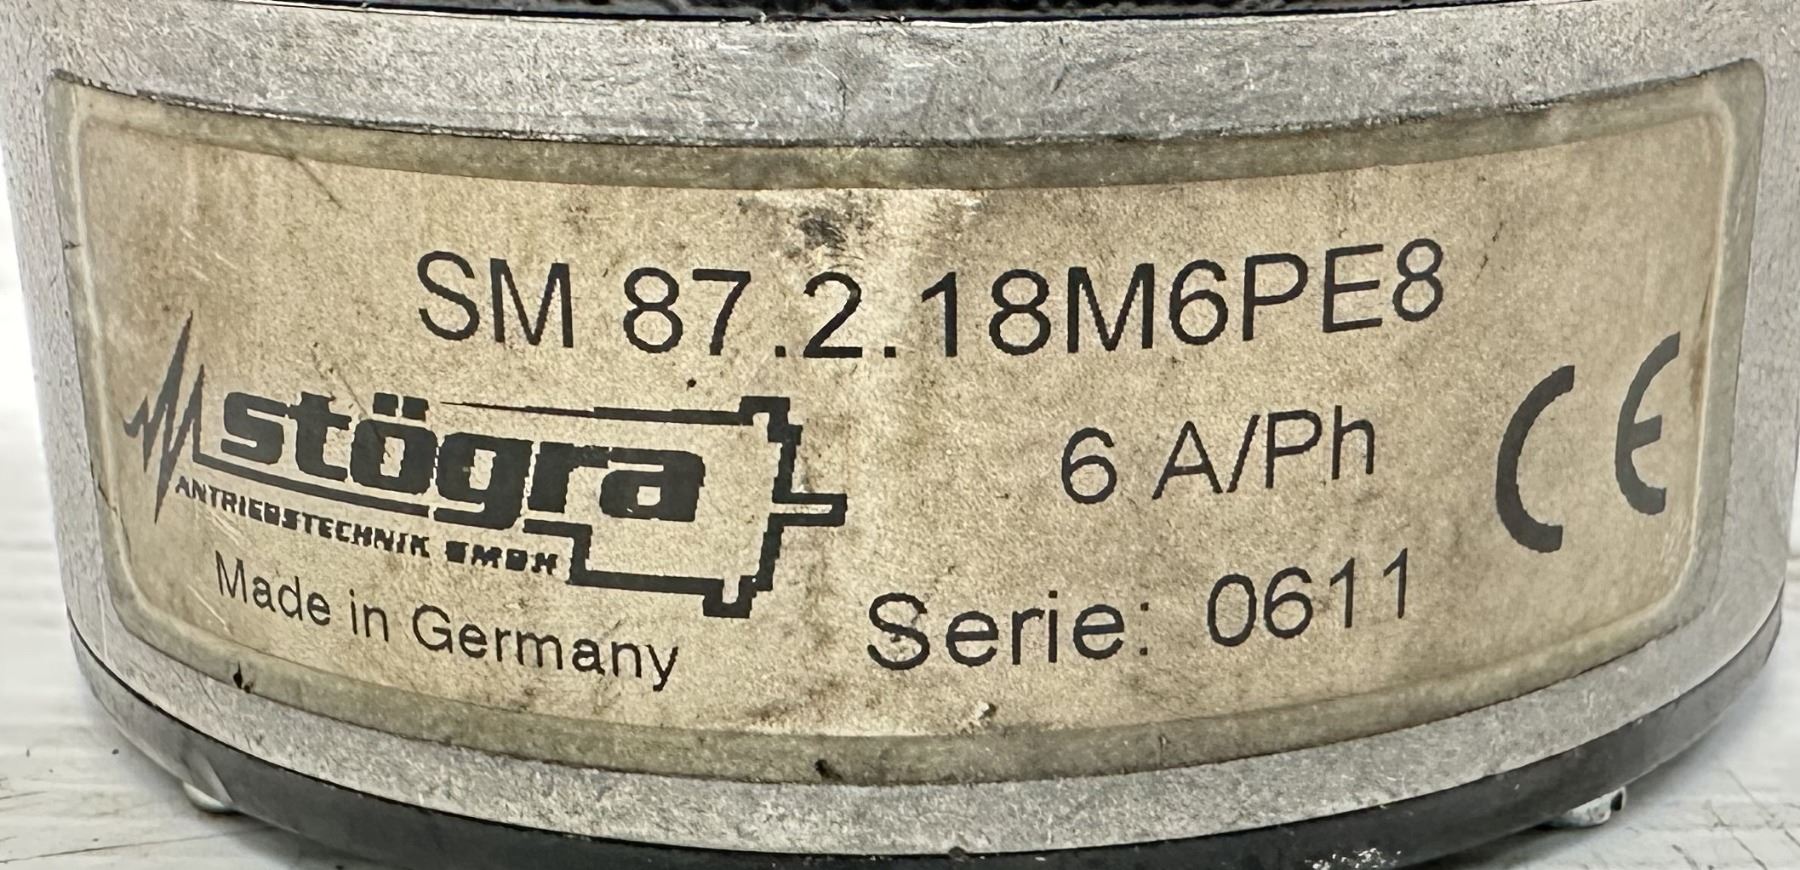 SM 87.2.18M6PE8
stögra
ANTRIEBSTECHNIK GMBH
6 A/Ph
CE
Made in Germany
Serie: 0611